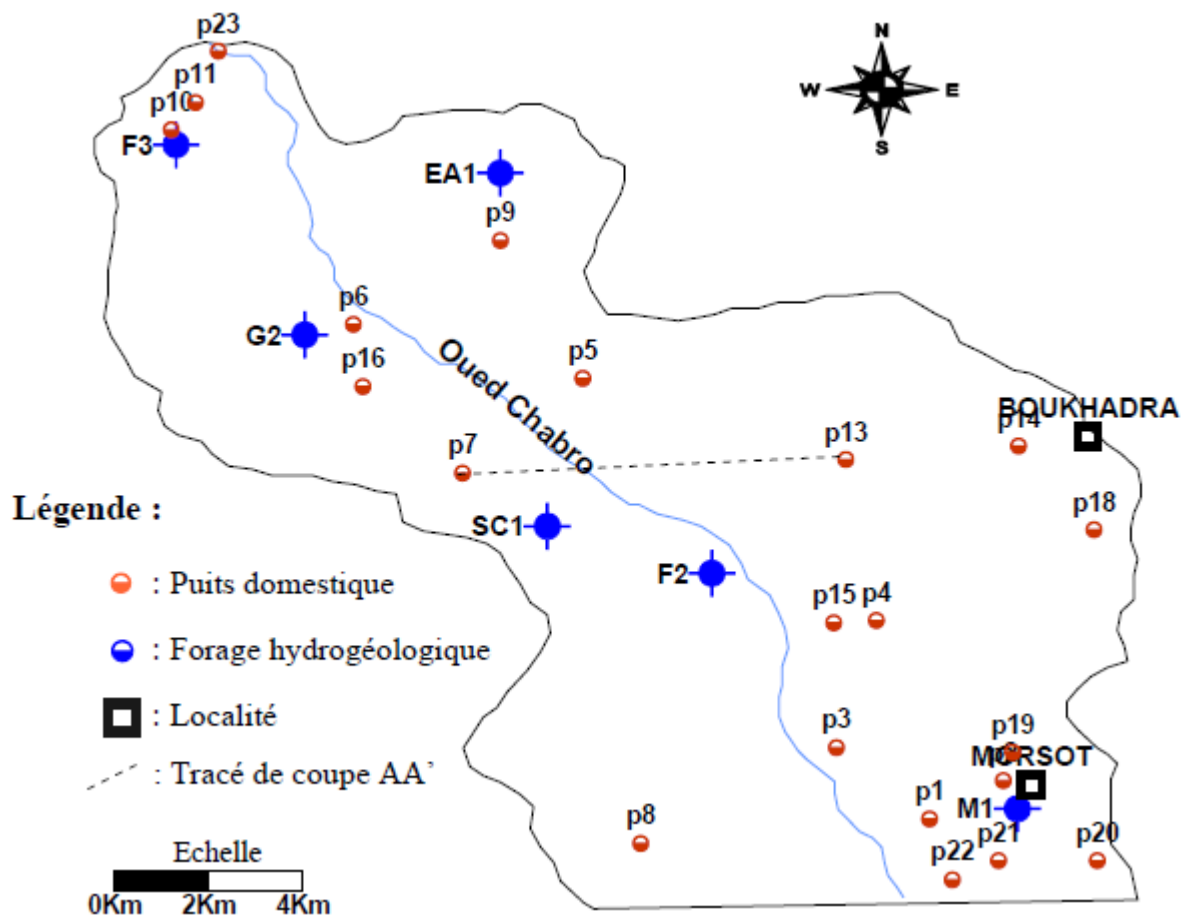 p23
N
p11
W
E
p10
F3
S
EA1
p9
p6
G2
p5
p16
Oued Chabro
BOUKHADRA
p14
p13
p7
Légende :
SC1
p18
F2
: Puits domestique
p15
p4
: Forage hydrogéologique
: Localité
p19
p3
MORSOT
: Tracé de coupe AA’
p1
M1
p8
p21
p20
Echelle
p22
0Km
2Km
4Km